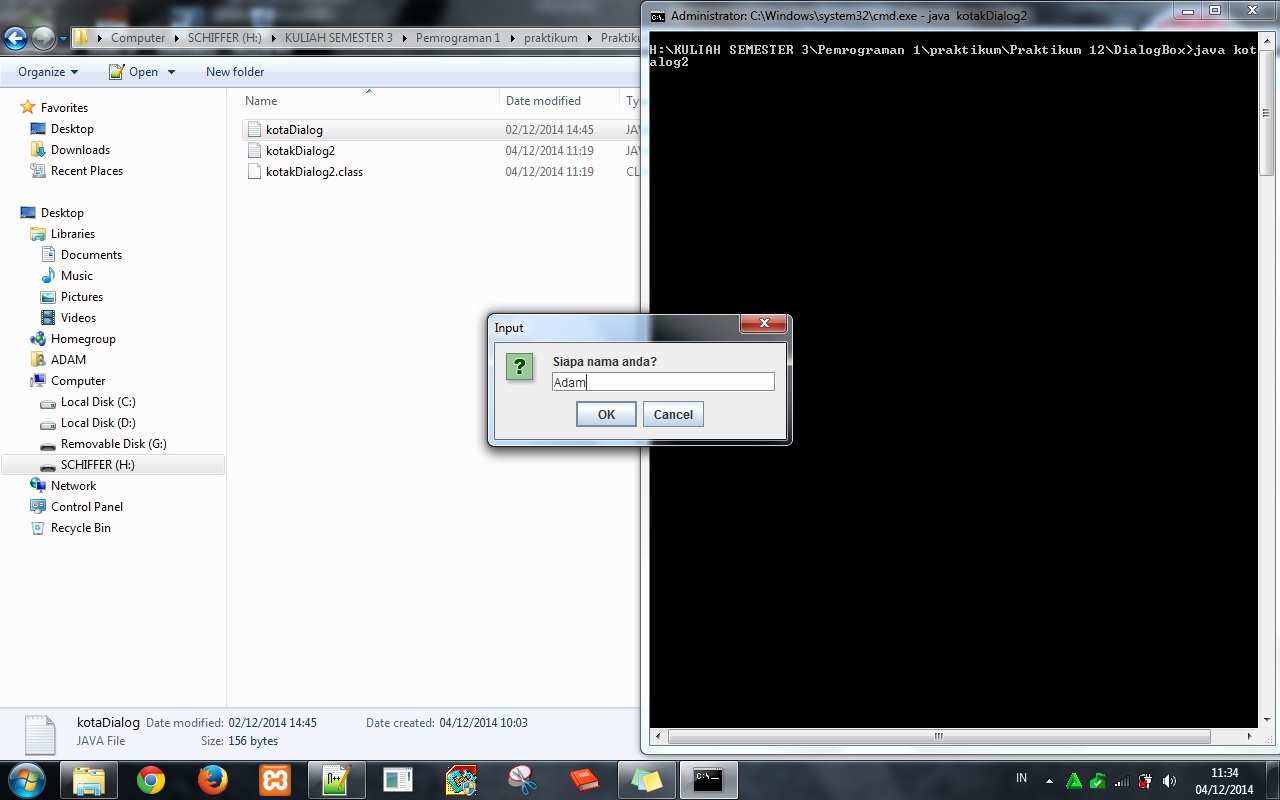 Administrator: C:\Windows\system32\cmd.exe - java kotakDialog2
Computer SCHIFFER (H:) KULIAH SEMESTER 3 Pemrograman 1 praktikum Praktiku
H:\KULIAH SEMESTER 3\Pemrograman 1\praktikum\Praktikum 12\DialogBox>java kot
alog2
Organize Open New folder
Name Date modified Ty
kotaDialog 02/12/2014 14:45 JA
kotakDialog2 04/12/2014 11:19 JA
kotakDialog2.class 04/12/2014 11:19 CL
Favorites
Desktop
Downloads
Recent Places
Desktop
Libraries
Documents
Music
Pictures
Videos
Homegroup
ADAM
Computer
Local Disk (C:)
Local Disk (D:)
Removable Disk (G:)
SCHIFFER (H:)
Network
Control Panel
Recycle Bin
Input
Siapa nama anda?
Adam
OK Cancel
kotaDialog Date modified: 02/12/2014 14:45 Date created: 04/12/2014 10:03
JAVA File Size: 156 bytes
IN
11:34
04/12/2014